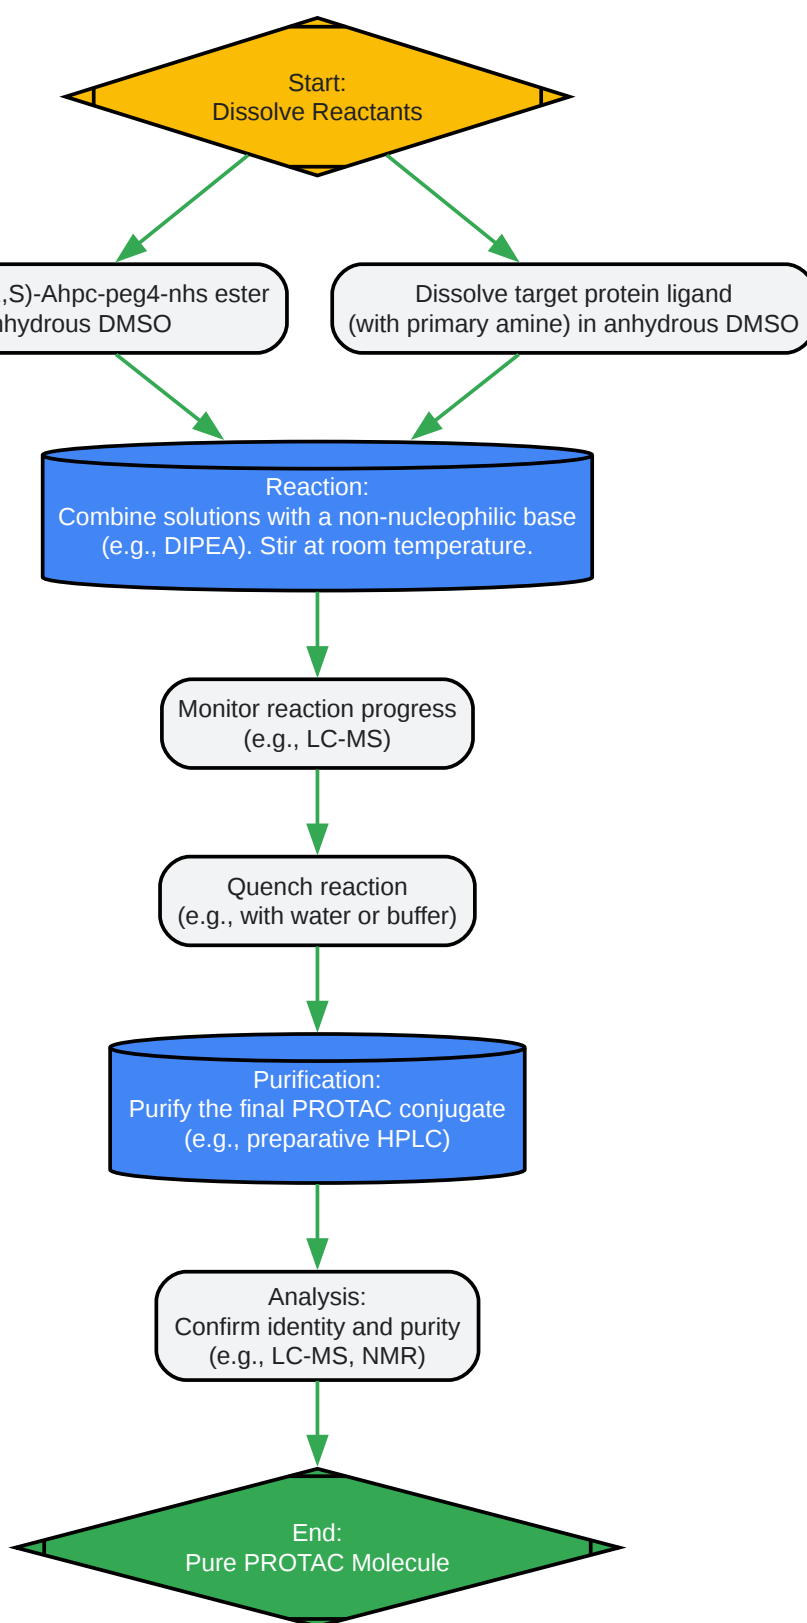 Start:
Dissolve Reactants
,S)-Ahpc-peg4-nhs ester
nhydrous DMSO
Dissolve target protein ligand
(with primary amine) in anhydrous DMSO
Reaction:
Combine solutions with a non-nucleophilic base
(e.g., DIPEA). Stir at room temperature.
Monitor reaction progress
(e.g., LC-MS)
Quench reaction
(e.g., with water or buffer)
Purification:
Purify the final PROTAC conjugate
(e.g., preparative HPLC)
Analysis:
Confirm identity and purity
(e.g., LC-MS, NMR)
End:
Pure PROTAC Molecule